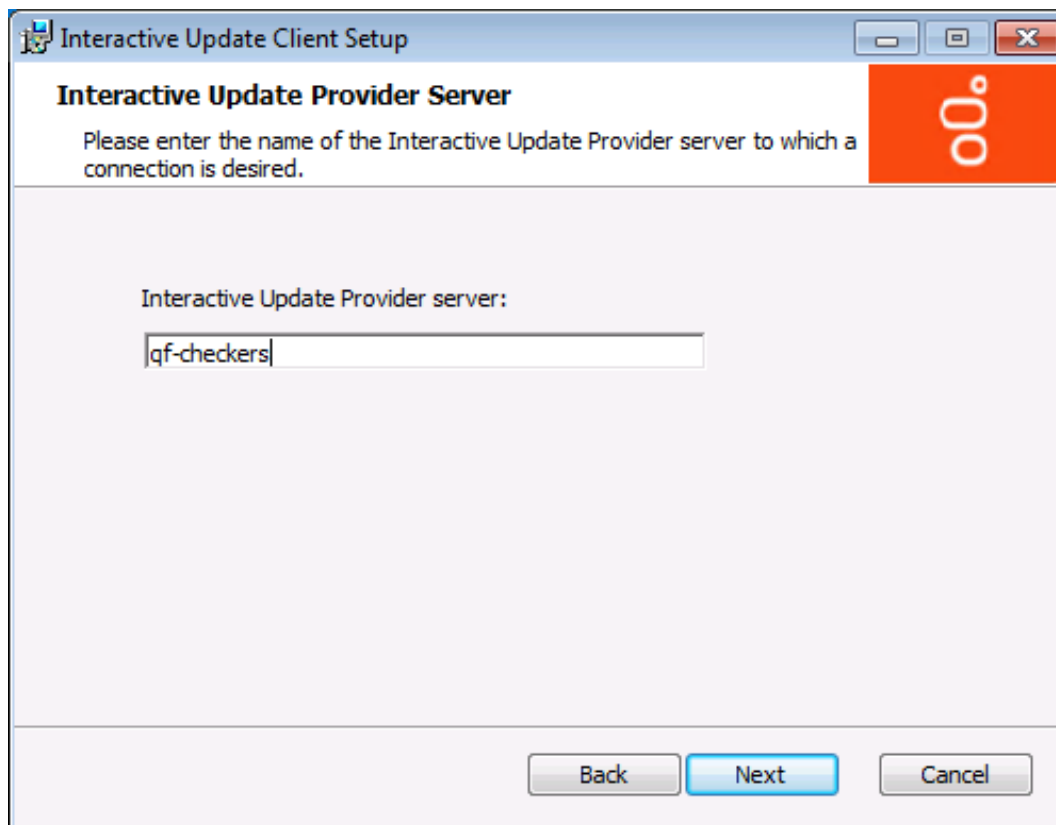 Interactive Update Client Setup
Interactive Update Provider Server
Please enter the name of the Interactive Update Provider server to which a
connection is desired.
Interactive Update Provider server:
qf-checkers
Back Next Cancel